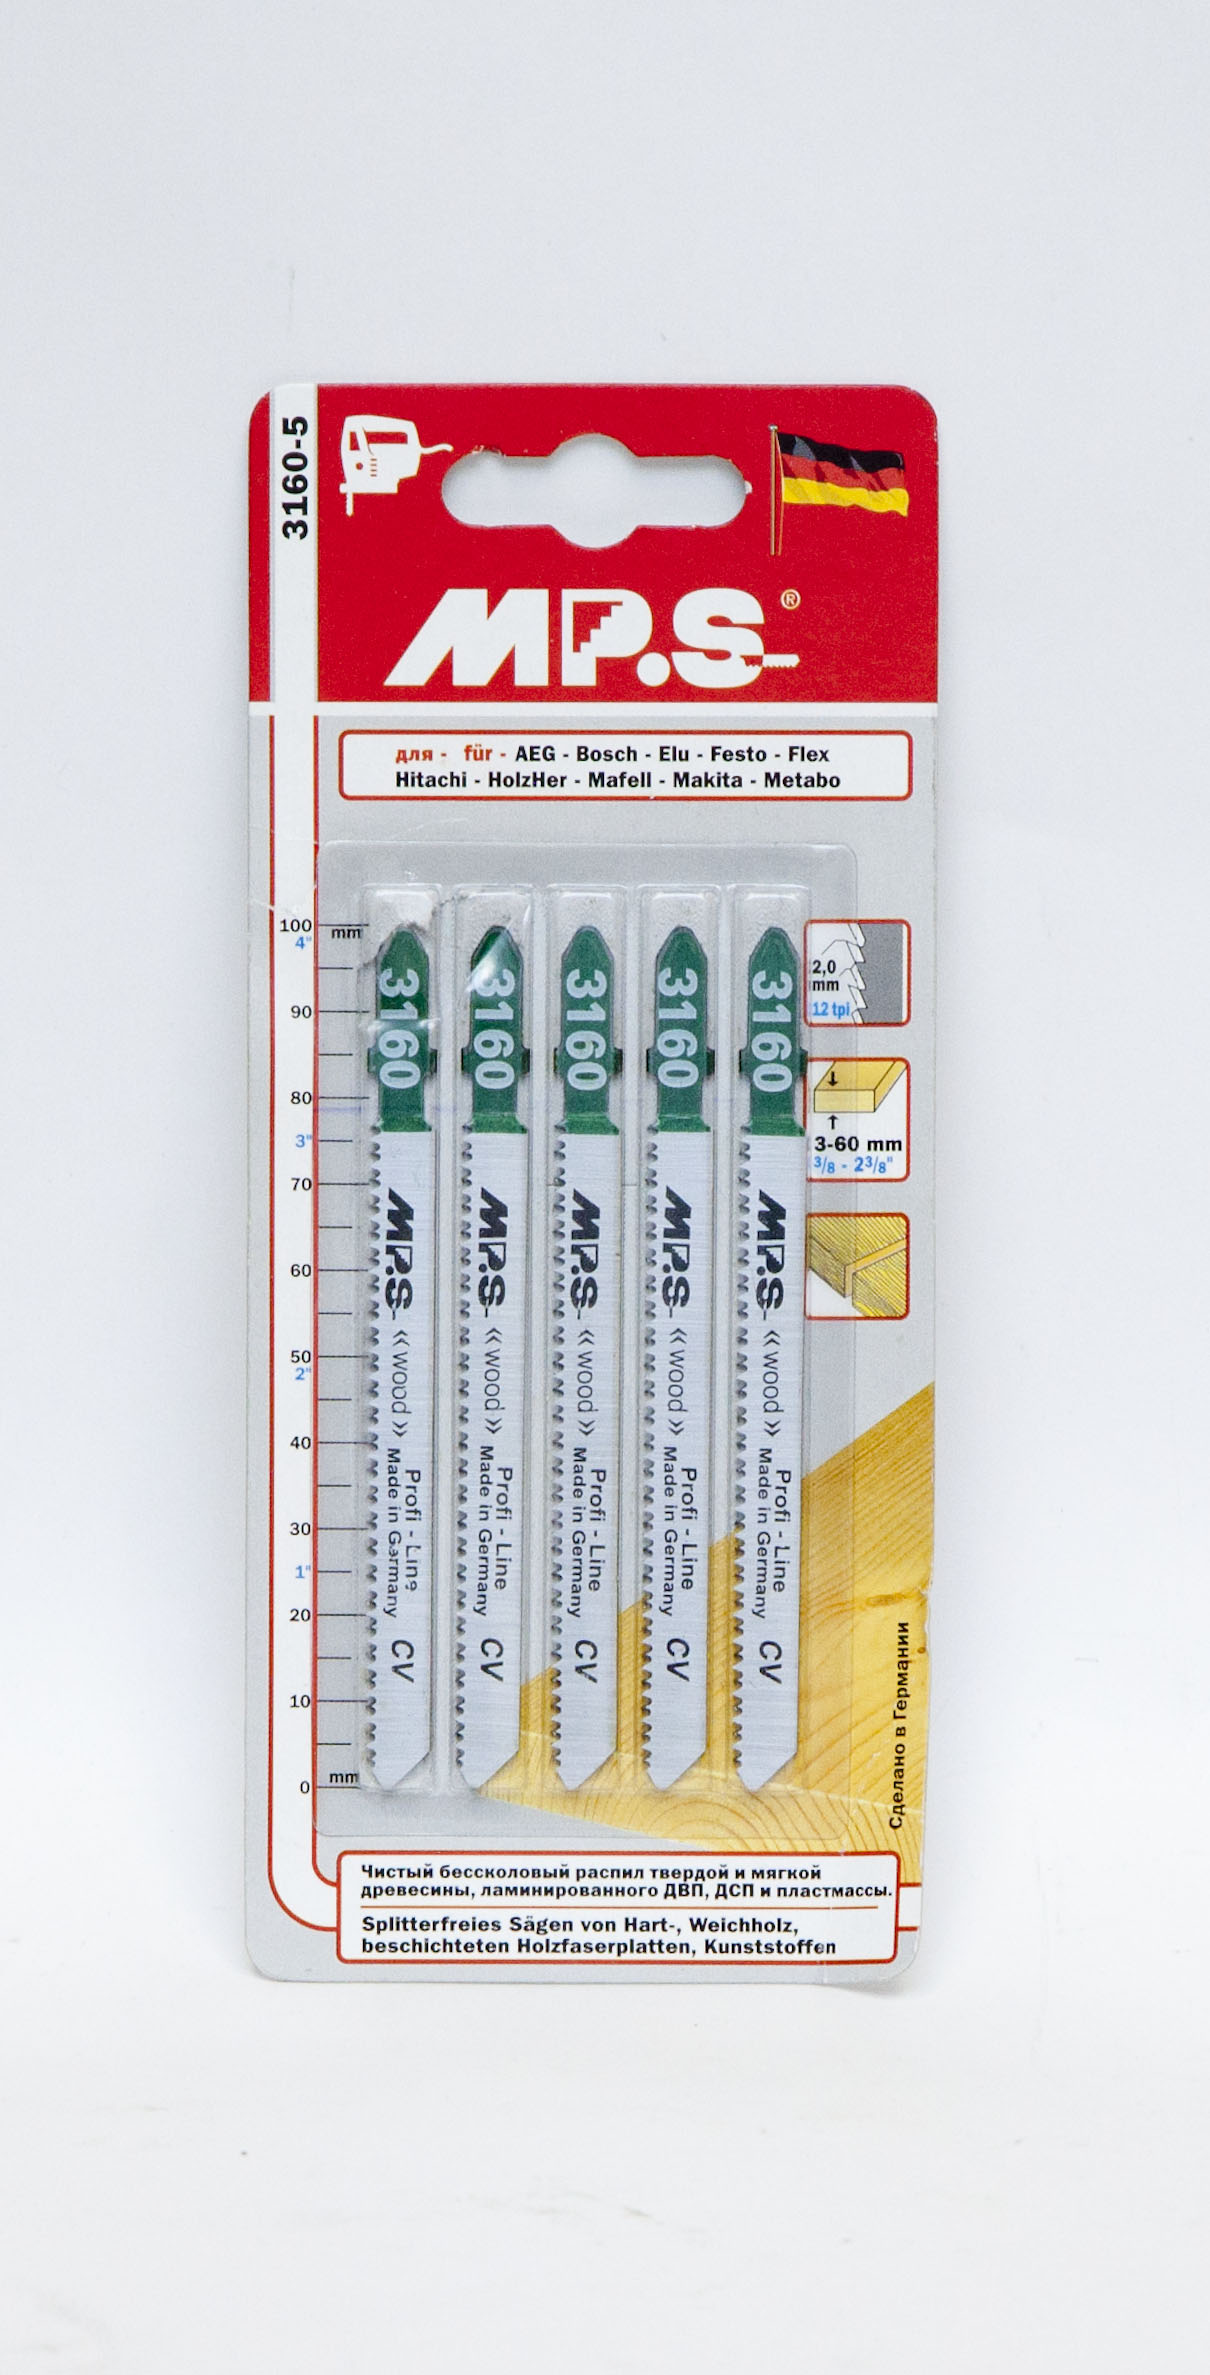 3160-5
MP.S®
для - für - AEG - Bosch - Elu - Festo - Flex
Hitachi - HolzHer - Mafell - Makita - Metabo
100 mm
4"
90
80
3"
70
60
50
2"
40
30
1"
20
10
0 mm
3160
MP.S «wood» Profi - Line
Made in Germany CV
3160
MP.S «wood» Profi - Line
Made in Germany CV
3160
MP.S «wood» Profi - Line
Made in Germany CV
3160
MP.S «wood» Profi - Line
Made in Germany CV
3160
MP.S «wood» Profi - Line
Made in Germany CV
2,0
mm
12 tpi
3-60 mm
3/8 - 2 3/8"
Сделано в Германии
Чистый бессколовый распил твердой и мягкой
древесины, ламинированного ДВП, ДСП и пластмассы.
Splitterfreies Sägen von Hart-, Weichholz,
beschichteten Holzfaserplatten, Kunststoffen